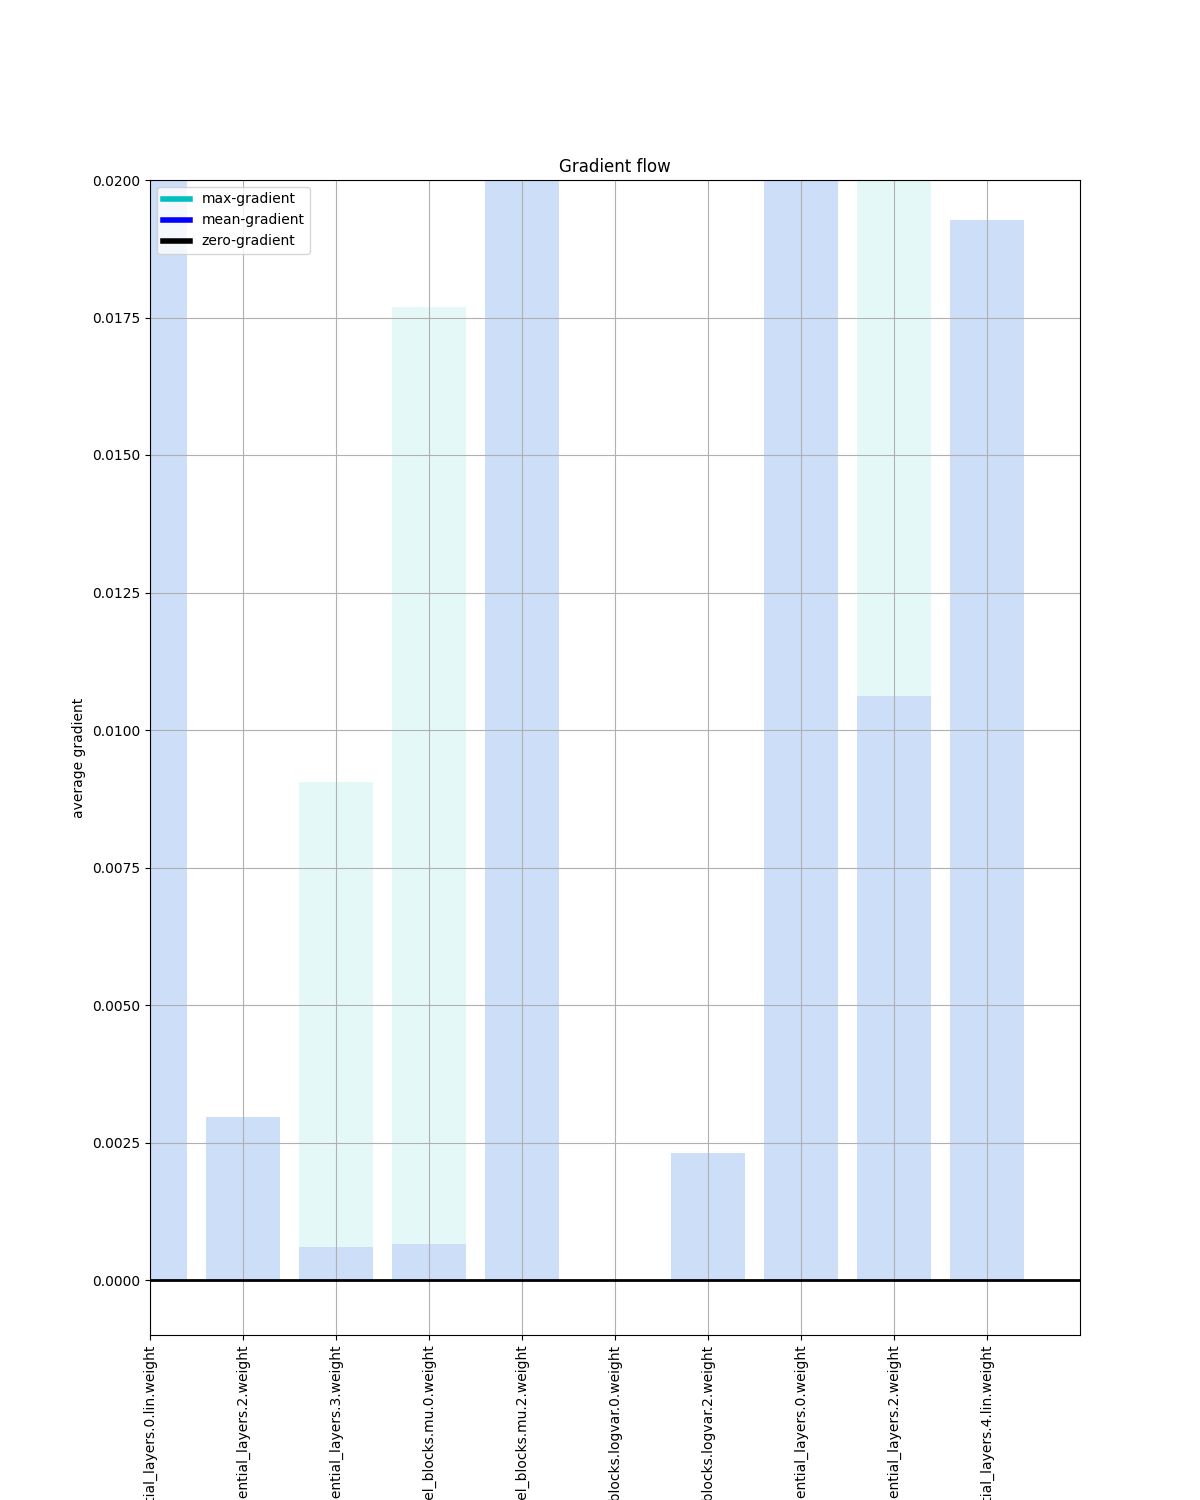 Gradient flow
max-gradient
mean-gradient
zero-gradient
0.0200
0.0175
0.0150
0.0125
0.0100
0.0075
0.0050
0.0025
0.0000
average gradient
tial_layers.0.lin.weight
ential_layers.2.weight
ential_layers.3.weight
el_blocks.mu.0.weight
el_blocks.mu.2.weight
blocks.logvar.0.weight
blocks.logvar.2.weight
ential_layers.0.weight
ential_layers.2.weight
tial_layers.4.lin.weight